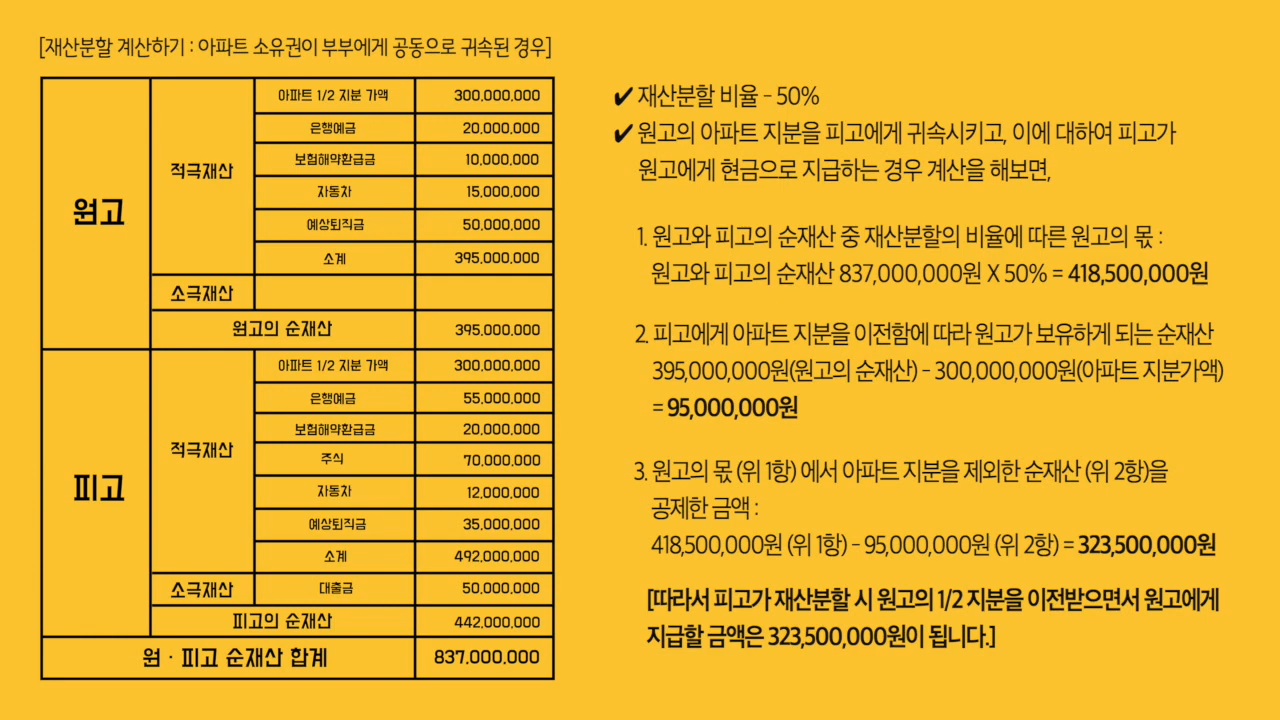 [재산분할 계산하기 : 아파트 소유권이 부부에게 공동으로 귀속된 경우]
원고
적극재산
아파트 1/2 지분 가액 300,000,000
은행예금 20,000,000
보험해약환급금 10,000,000
자동차 15,000,000
예상퇴직금 50,000,000
소계 395,000,000
소극재산
원고의 순재산 395,000,000
피고
적극재산
아파트 1/2 지분 가액 300,000,000
은행예금 55,000,000
보험해약환급금 20,000,000
주식 70,000,000
자동차 12,000,000
예상퇴직금 35,000,000
소계 492,000,000
소극재산 대출금 50,000,000
피고의 순재산 442,000,000
원 · 피고 순재산 합계 837,000,000
✔ 재산분할 비율 - 50%
✔ 원고의 아파트 지분을 피고에게 귀속시키고, 이에 대하여 피고가
원고에게 현금으로 지급하는 경우 계산을 해보면,
1. 원고와 피고의 순재산 중 재산분할의 비율에 따른 원고의 몫 :
원고와 피고의 순재산 837,000,000원 X 50% = 418,500,000원
2. 피고에게 아파트 지분을 이전함에 따라 원고가 보유하게 되는 순재산
395,000,000원(원고의 순재산) - 300,000,000원(아파트 지분가액)
= 95,000,000원
3. 원고의 몫 (위 1항) 에서 아파트 지분을 제외한 순재산 (위 2항)을
공제한 금액 :
418,500,000원 (위 1항) - 95,000,000원 (위 2항) = 323,500,000원
[따라서 피고가 재산분할 시 원고의 1/2 지분을 이전받으면서 원고에게
지급할 금액은 323,500,000원이 됩니다.]